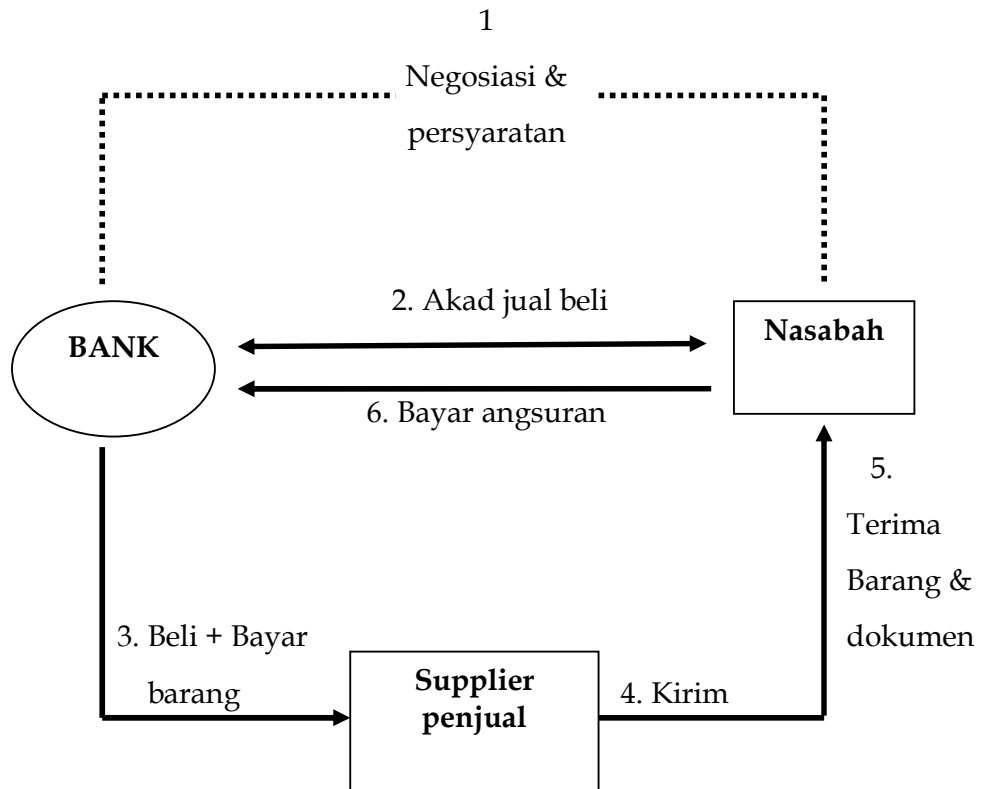 1
Negosiasi &
persyaratan
2. Akad jual beli
BANK
Nasabah
6. Bayar angsuran
5.
Terima
Barang &
dokumen
3. Beli + Bayar
barang
Supplier
penjual
4. Kirim